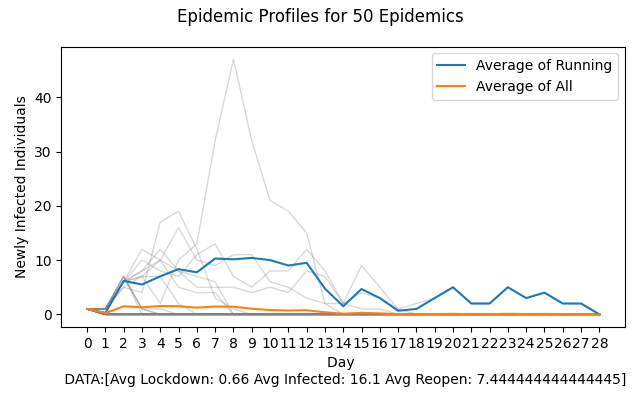 Epidemic Profiles for 50 Epidemics
Average of Running
Average of All
Newly Infected Individuals
40
30
20
10
0
0 1 2 3 4 5 6 7 8 9 10 11 12 13 14 15 16 17 18 19 20 21 22 23 24 25 26 27 28
Day
DATA:[Avg Lockdown: 0.66 Avg Infected: 16.1 Avg Reopen: 7.444444444444445]